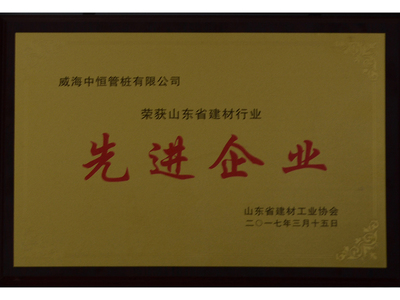 威海中恒管桩有限公司
荣获山东省建材行业
先进企业
山东省建材工业协会
二〇一七年三月十五日